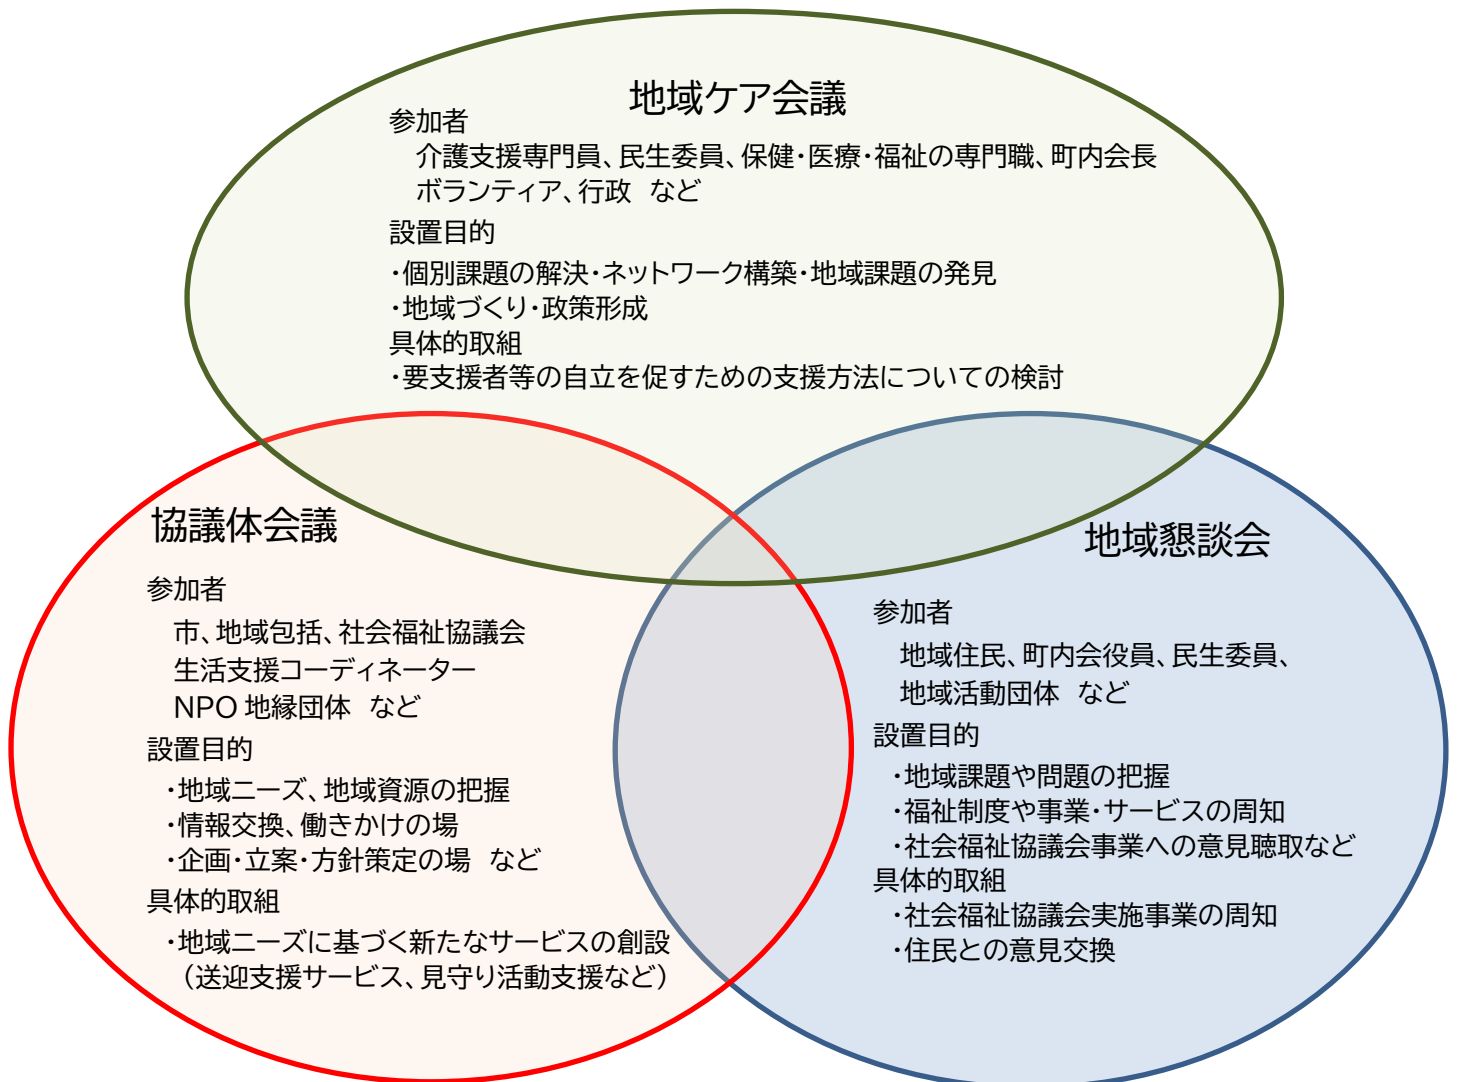 地域ケア会議
参加者
介護支援専門員、民生委員、保健・医療・福祉の専門職、町内会長
ボランティア、行政　など
設置目的
・個別課題の解決・ネットワーク構築・地域課題の発見
・地域づくり・政策形成
具体的取組
・要支援者等の自立を促すための支援方法についての検討
協議体会議
参加者
市、地域包括、社会福祉協議会
生活支援コーディネーター
NPO 地縁団体　など
設置目的
・地域ニーズ、地域資源の把握
・情報交換、働きかけの場
・企画・立案・方針策定の場　など
具体的取組
・地域ニーズに基づく新たなサービスの創設
（送迎支援サービス、見守り活動支援など）
地域懇談会
参加者
地域住民、町内会役員、民生委員、
地域活動団体　など
設置目的
・地域課題や問題の把握
・福祉制度や事業・サービスの周知
・社会福祉協議会事業への意見聴取など
具体的取組
・社会福祉協議会実施事業の周知
・住民との意見交換